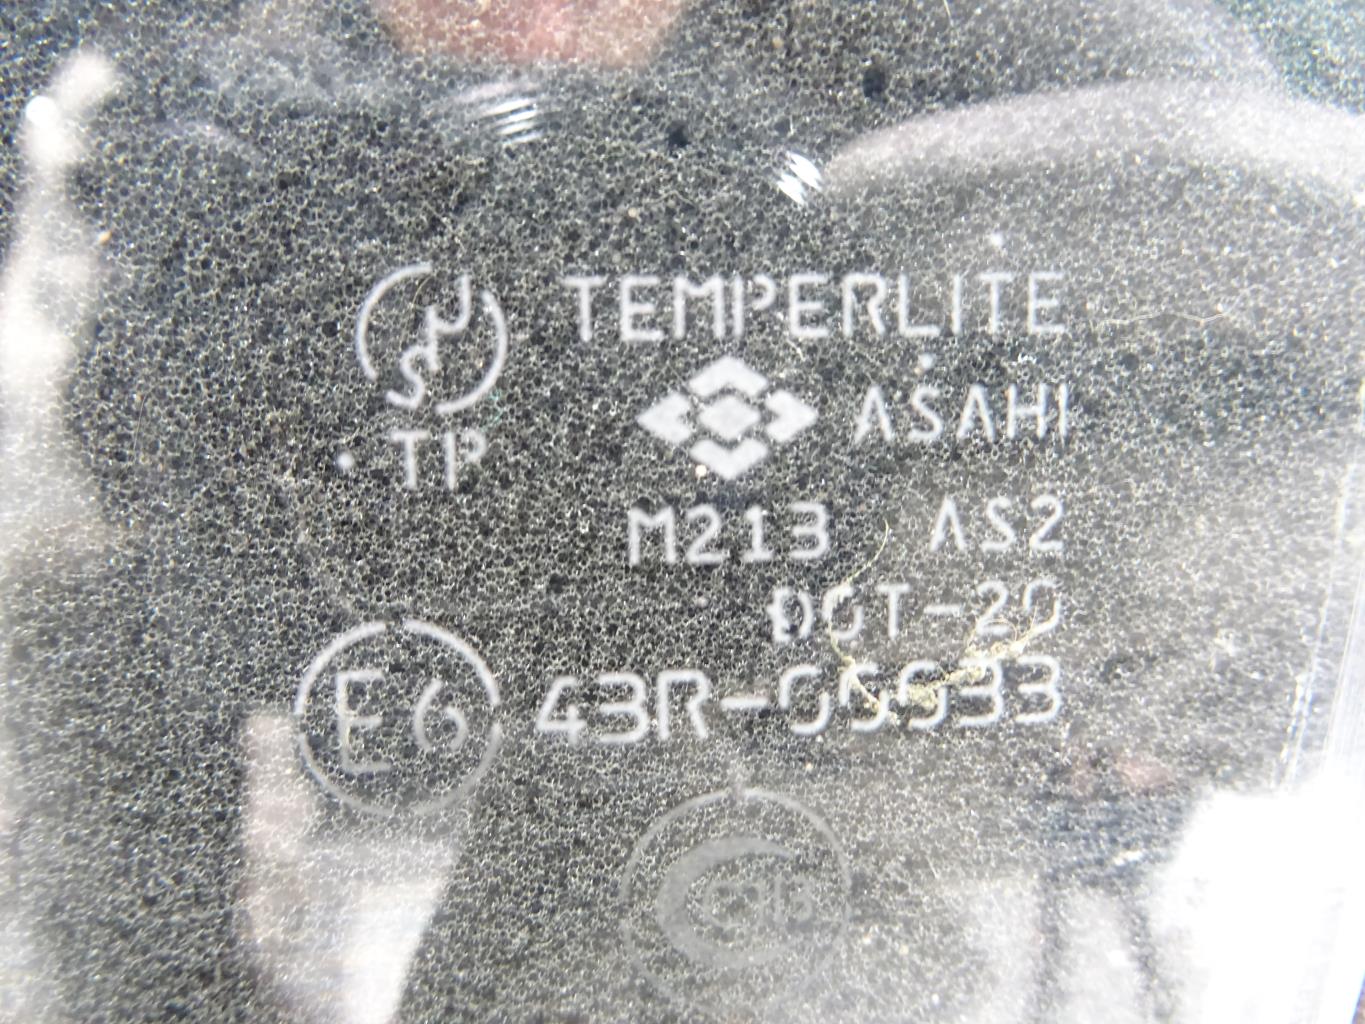 TEMPERLITE
JIS
TP
ASAHI
M213 AS2
DOT-20
E6 43R-00033